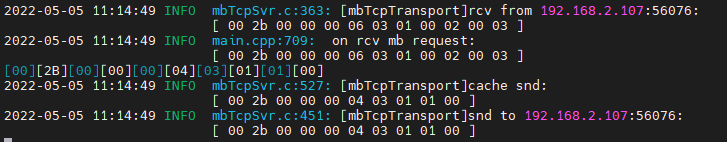 2022-05-05 11:14:49 INFO  mbTcpSvr.c:363: [mbTcpTransport]rcv from 192.168.2.107:56076:
[ 00 2b 00 00 00 06 03 01 00 02 00 03 ]
2022-05-05 11:14:49 INFO  main.cpp:709:  on rcv mb request:
[ 00 2b 00 00 00 06 03 01 00 02 00 03 ]
[00][2B][00][00][00][04][03][01][01][00]
2022-05-05 11:14:49 INFO  mbTcpSvr.c:527: [mbTcpTransport]cache snd:
[ 00 2b 00 00 00 04 03 01 01 00 ]
2022-05-05 11:14:49 INFO  mbTcpSvr.c:451: [mbTcpTransport]snd to 192.168.2.107:56076:
[ 00 2b 00 00 00 04 03 01 01 00 ]